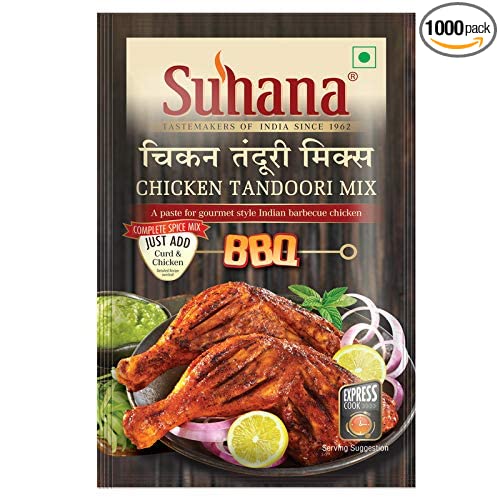 1000pack
Suhana®
TASTEMAKERS OF INDIA SINCE 1962
चिकन तंदूरी मिक्स
CHICKEN TANDOORI MIX
A paste for gourmet style Indian barbecue chicken
COMPLETE SPICE MIX
JUST ADD
Curd &
Chicken
BBQ
EXPRESS
COOK
Serving Suggestion